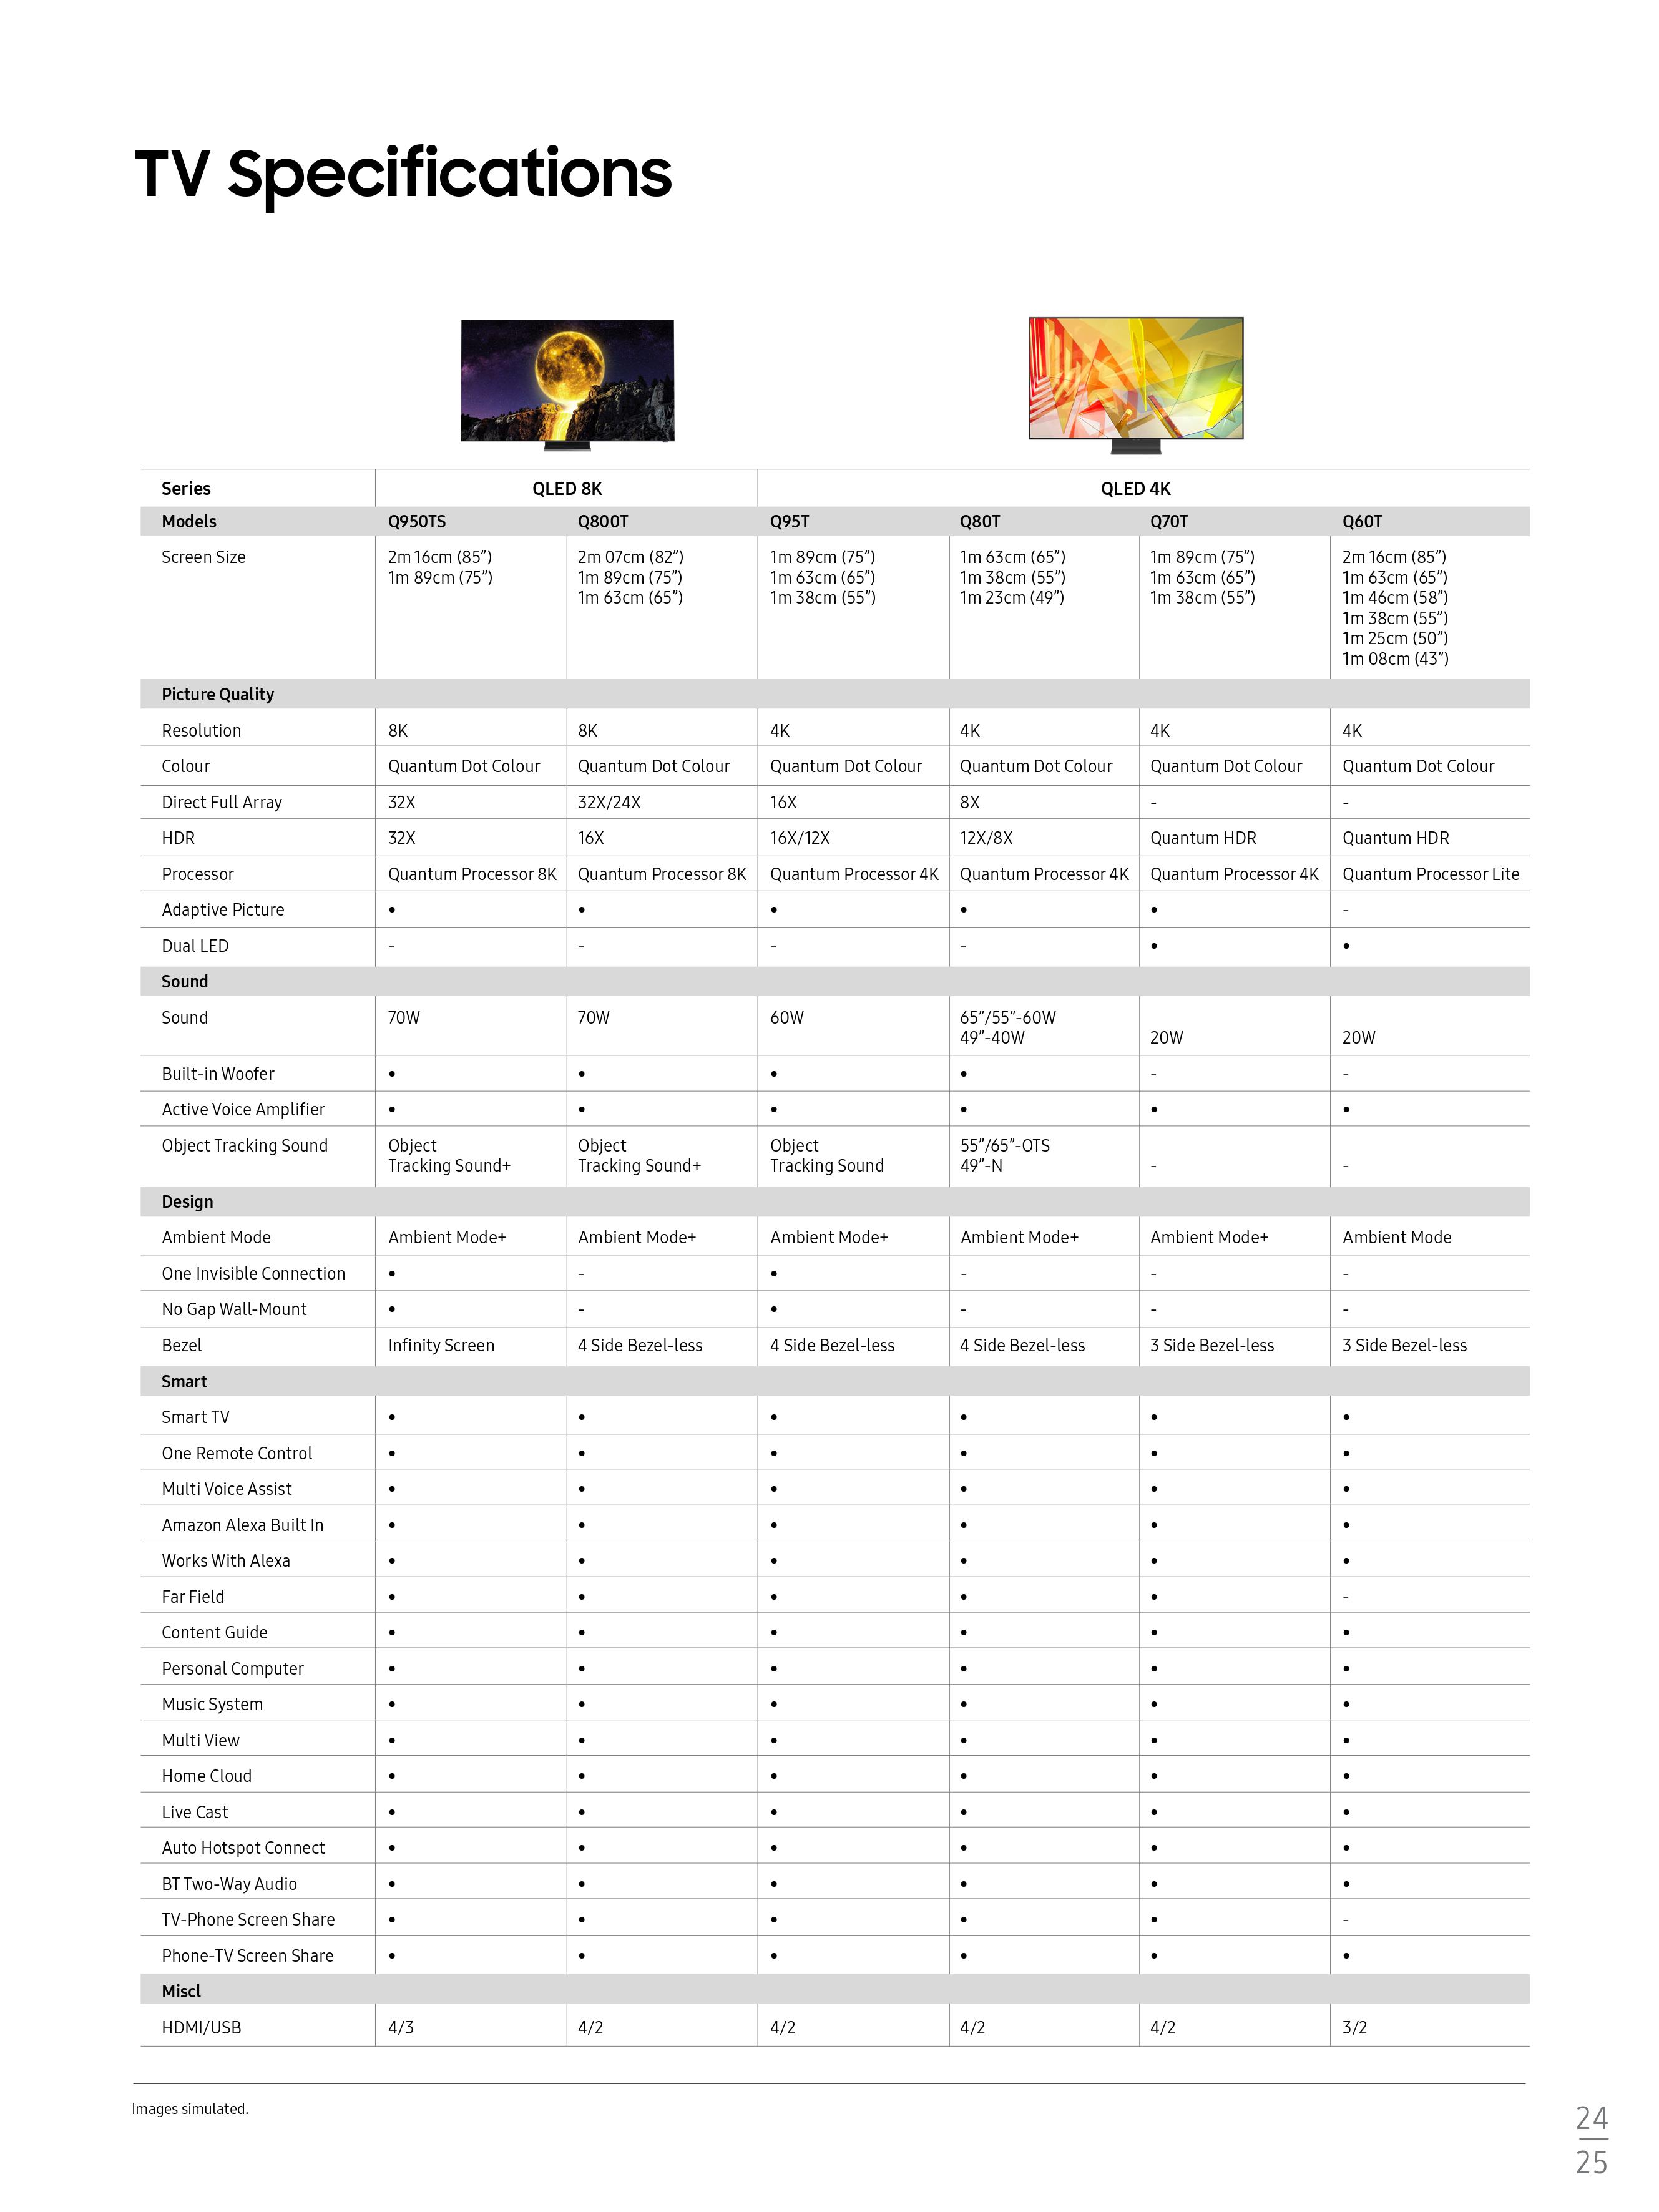 TV Specifications
Series QLED 8K QLED 4K
Models Q950TS Q800T Q95T Q80T Q70T Q60T
Screen Size 2m 16cm (85”) 2m 07cm (82”) 1m 89cm (75”) 1m 63cm (65”) 1m 89cm (75”) 2m 16cm (85”)
1m 89cm (75”) 1m 89cm (75”) 1m 63cm (65”) 1m 38cm (55”) 1m 63cm (65”) 1m 63cm (65”)
1m 63cm (65”) 1m 38cm (55”) 1m 23cm (49”) 1m 38cm (55”) 1m 46cm (58”)
1m 38cm (55”)
1m 25cm (50”)
1m 08cm (43”)
Picture Quality
Resolution 8K 8K 4K 4K 4K 4K
Colour Quantum Dot Colour Quantum Dot Colour Quantum Dot Colour Quantum Dot Colour Quantum Dot Colour Quantum Dot Colour
Direct Full Array 32X 32X/24X 16X 8X - -
HDR 32X 16X 16X/12X 12X/8X Quantum HDR Quantum HDR
Processor Quantum Processor 8K Quantum Processor 8K Quantum Processor 4K Quantum Processor 4K Quantum Processor 4K Quantum Processor Lite
Adaptive Picture • • • • • -
Dual LED - - - - • •
Sound
Sound 70W 70W 60W 65”/55”-60W
49”-40W 20W 20W
Built-in Woofer • • • • - -
Active Voice Amplifier • • • • • •
Object Tracking Sound Object Object Object 55”/65”-OTS
Tracking Sound+ Tracking Sound+ Tracking Sound 49”-N - -
Design
Ambient Mode Ambient Mode+ Ambient Mode+ Ambient Mode+ Ambient Mode+ Ambient Mode+ Ambient Mode
One Invisible Connection • - • - - -
No Gap Wall-Mount • - • - - -
Bezel Infinity Screen 4 Side Bezel-less 4 Side Bezel-less 4 Side Bezel-less 3 Side Bezel-less 3 Side Bezel-less
Smart
Smart TV • • • • • •
One Remote Control • • • • • •
Multi Voice Assist • • • • • •
Amazon Alexa Built In • • • • • •
Works With Alexa • • • • • •
Far Field • • • • • -
Content Guide • • • • • •
Personal Computer • • • • • •
Music System • • • • • •
Multi View • • • • • •
Home Cloud • • • • • •
Live Cast • • • • • •
Auto Hotspot Connect • • • • • •
BT Two-Way Audio • • • • • •
TV-Phone Screen Share • • • • • -
Phone-TV Screen Share • • • • • •
Miscl
HDMI/USB 4/3 4/2 4/2 4/2 4/2 3/2
Images simulated.
24
25